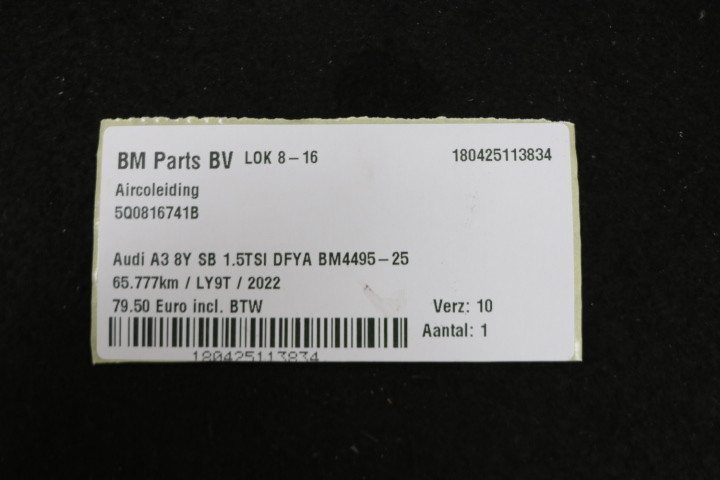 BM Parts BV LOK 8-16 180425113834
Aircoleiding
5Q0816741B
Audi A3 8Y SB 1.5TSI DFYA BM4495-25
65.777km / LY9T / 2022
79.50 Euro incl. BTW Verz: 10
Aantal: 1
180425113834